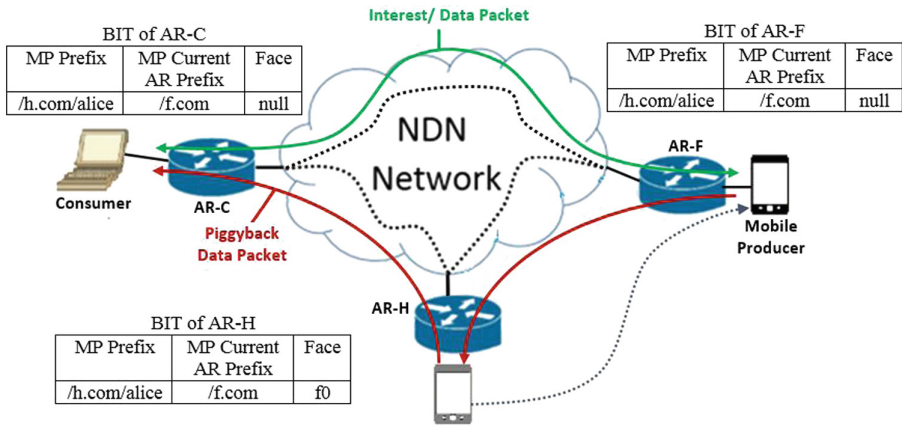 Interest/ Data Packet
BIT of AR-C
MP Prefix MP Current AR Prefix Face
/h.com/alice /f.com null
BIT of AR-F
MP Prefix MP Current AR Prefix Face
/h.com/alice /f.com null
NDN
Network
Consumer
AR-C
AR-F
Mobile
Producer
Piggyback
Data Packet
AR-H
BIT of AR-H
MP Prefix MP Current AR Prefix Face
/h.com/alice /f.com f0